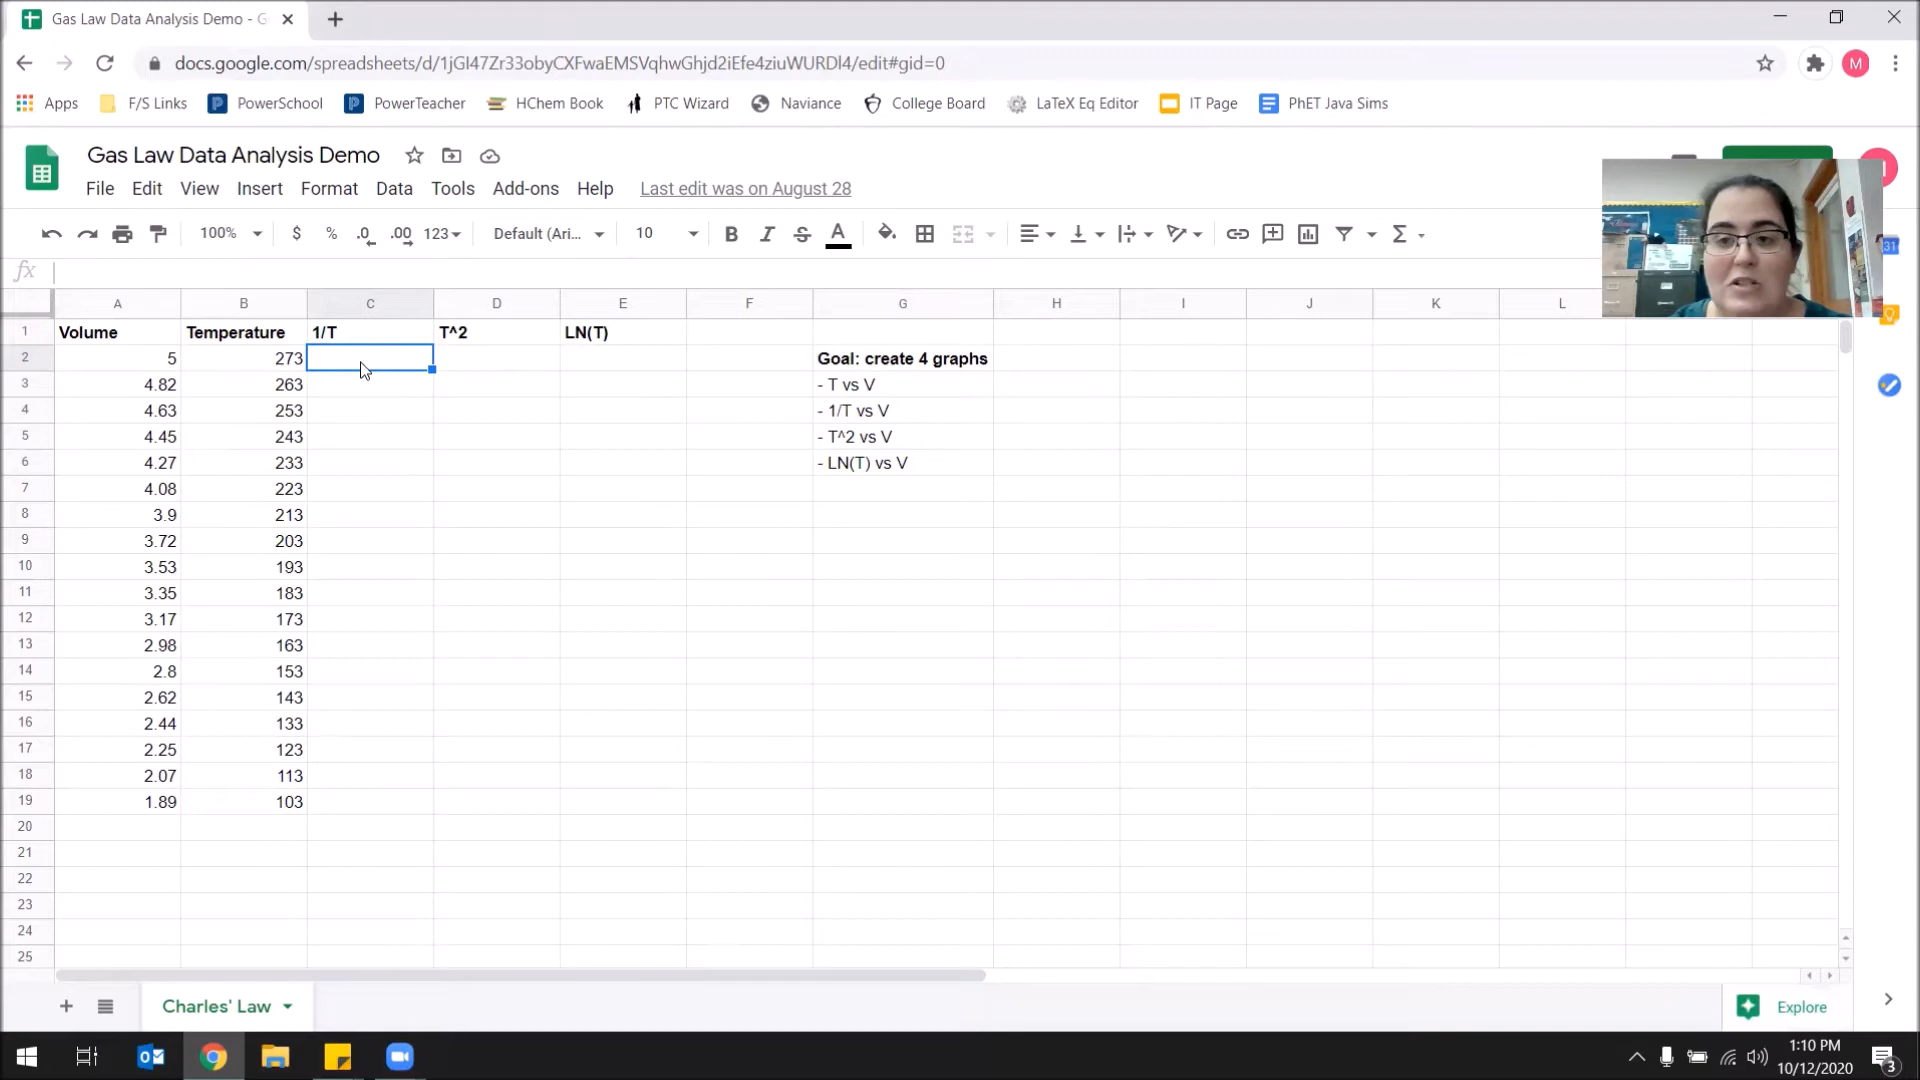 Gas Law Data Analysis Demo - G
docs.google.com/spreadsheets/d/1jGI47Zr33obyCXFwaEMSVqhwGhjd2iEfe4ziuWURDl4/edit#gid=0
M
Apps F/S Links PowerSchool PowerTeacher HChem Book PTC Wizard Naviance College Board LaTeX Eq Editor IT Page PhET Java Sims
Gas Law Data Analysis Demo
File Edit View Insert Format Data Tools Add-ons Help Last edit was on August 28
100% $ % .0 .00 123 Default (Ari... 10 B I S A
fx
31
A B C D E F G H I J K L
1 Volume Temperature 1/T T^2 LN(T)
2 5 273 Goal: create 4 graphs
3 4.82 263 - T vs V
4 4.63 253 - 1/T vs V
5 4.45 243 - T^2 vs V
6 4.27 233 - LN(T) vs V
7 4.08 223
8 3.9 213
9 3.72 203
10 3.53 193
11 3.35 183
12 3.17 173
13 2.98 163
14 2.8 153
15 2.62 143
16 2.44 133
17 2.25 123
18 2.07 113
19 1.89 103
20
21
22
23
24
25
Charles' Law
Explore
1:10 PM
10/12/2020
3